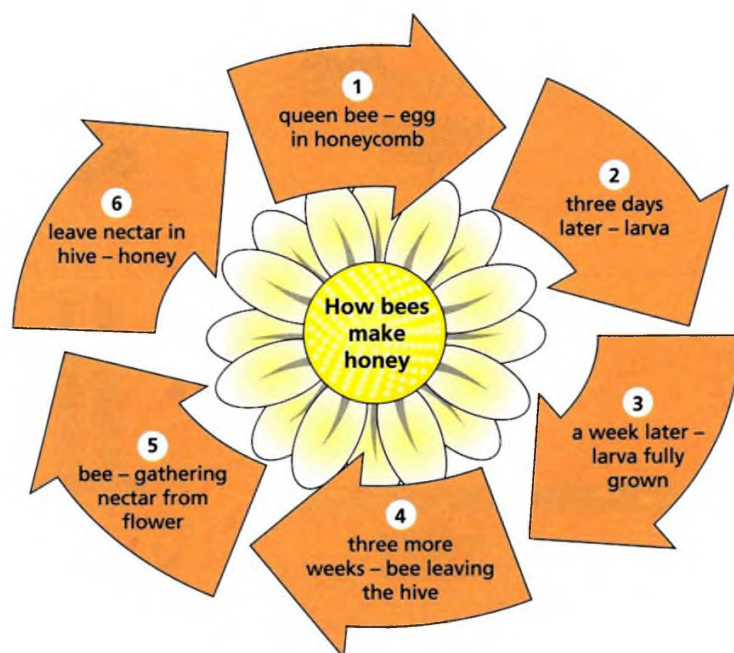 How bees
make
honey
1
queen bee – egg
in honeycomb
2
three days
later – larva
3
a week later –
larva fully
grown
4
three more
weeks – bee leaving
the hive
5
bee – gathering
nectar from
flower
6
leave nectar in
hive – honey